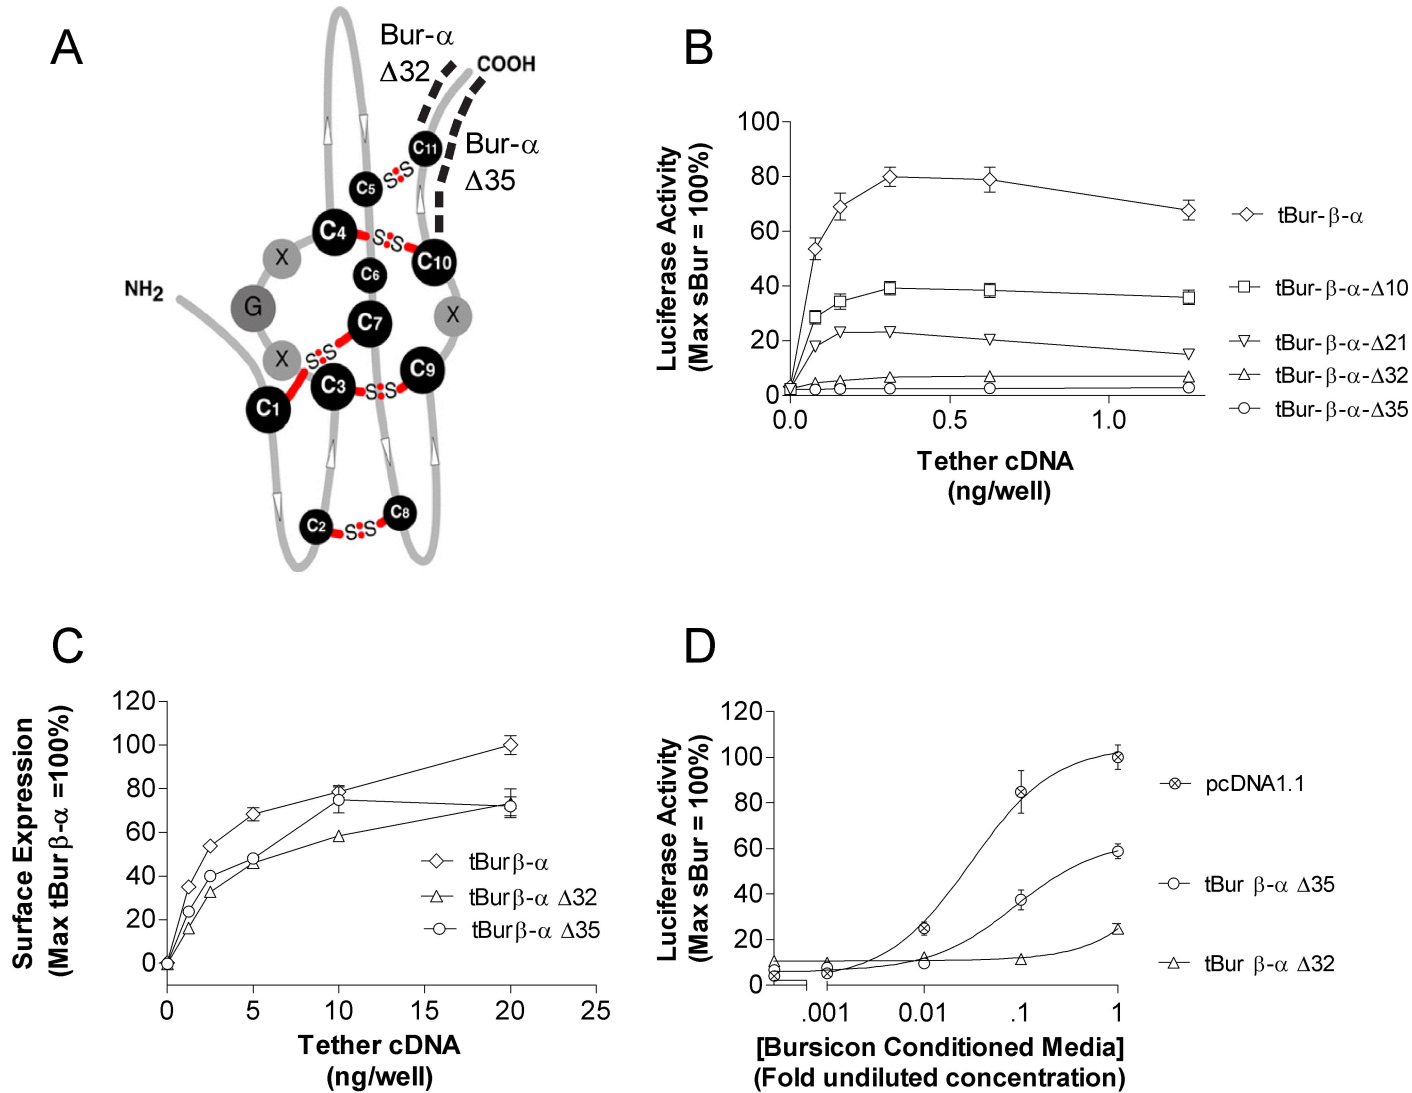 A
Bur-α
Δ32
COOH
Bur-α
Δ35
C11
S S
C5
C4
S S
C10
X
C6
NH2
G
C7
X
X
S S
C9
C3
S S
C1
C2
S S
C8
B
Luciferase Activity
(Max sBur = 100%)
100
80
60
40
20
0
0.0
0.5
1.0
Tether cDNA
(ng/well)
tBur-β-α
tBur-β-α-Δ10
tBur-β-α-Δ21
tBur-β-α-Δ32
tBur-β-α-Δ35
C
Surface Expression
(Max tBurβ-α =100%)
120
100
80
60
40
20
0
0
5
10
15
20
25
Tether cDNA
(ng/well)
tBurβ-α
tBurβ-α Δ32
tBurβ-α Δ35
D
Luciferase Activity
(Max sBur = 100%)
120
100
80
60
40
20
0
.001
0.01
.1
1
[Bursicon Conditioned Media]
(Fold undiluted concentration)
pcDNA1.1
tBur β-α Δ35
tBur β-α Δ32